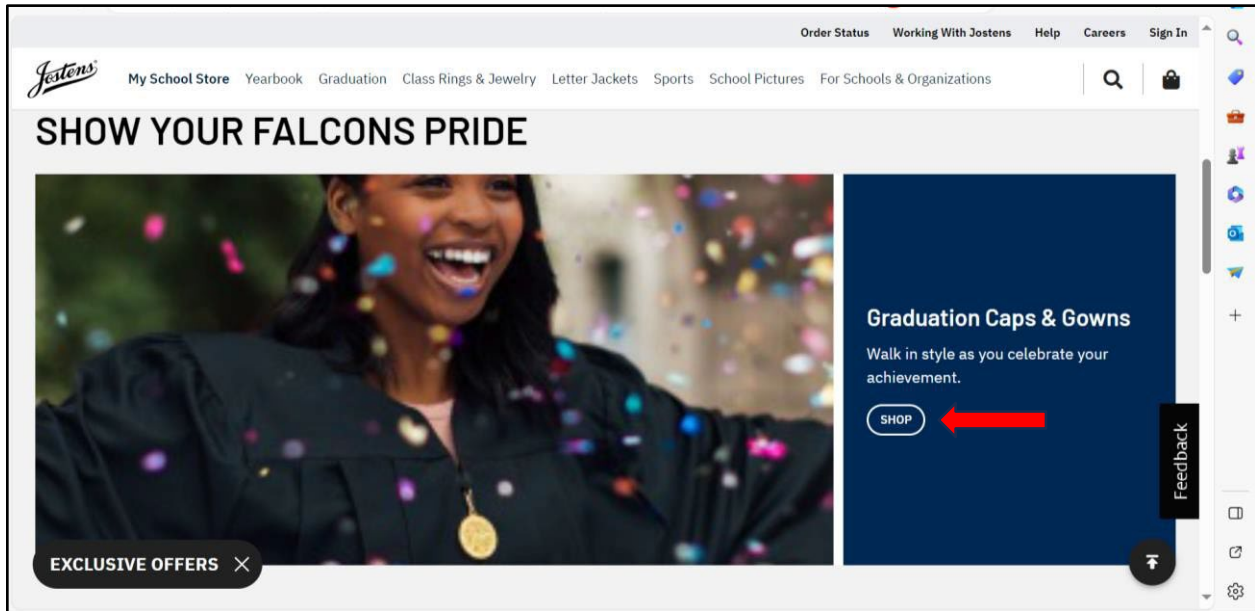 Order Status Working With Jostens Help Careers Sign In
Jostens
My School Store Yearbook Graduation Class Rings & Jewelry Letter Jackets Sports School Pictures For Schools & Organizations
SHOW YOUR FALCONS PRIDE
Graduation Caps & Gowns
Walk in style as you celebrate your
achievement.
SHOP
Feedback
EXCLUSIVE OFFERS